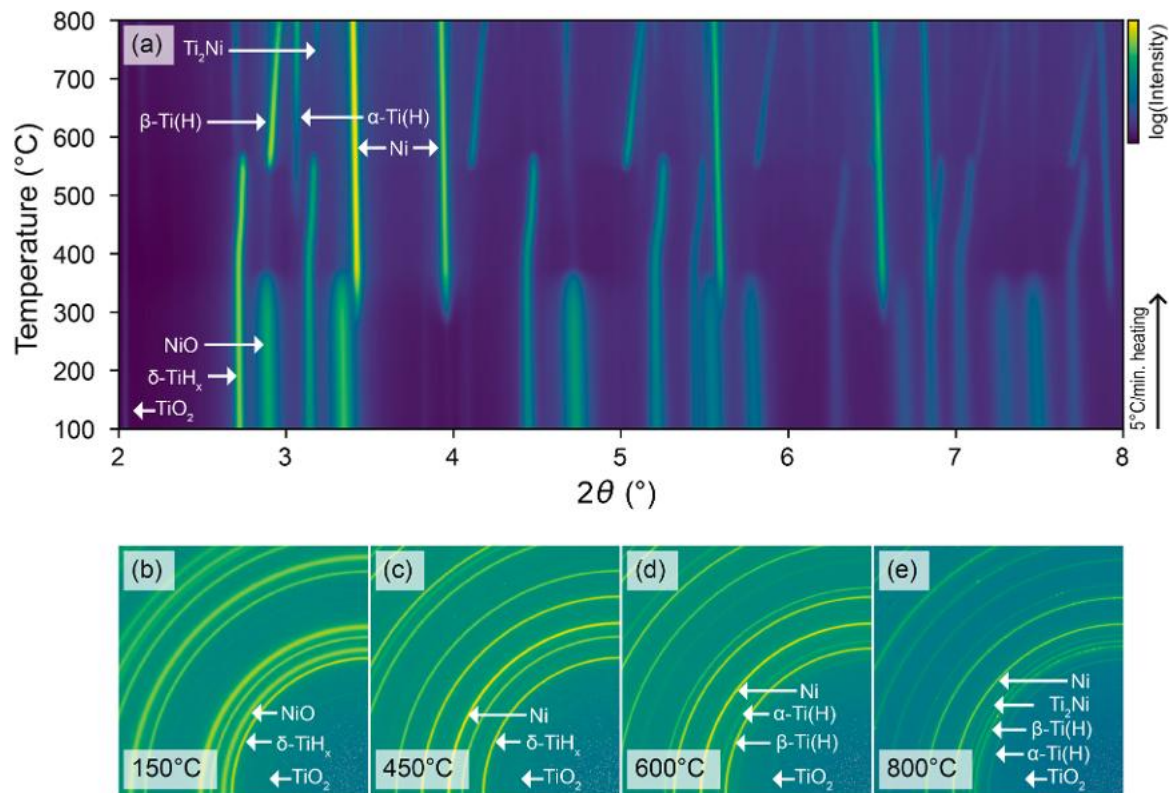 (a)
800
700
600
500
400
300
200
100
Temperature (°C)
Ti₂Ni
β-Ti(H)
α-Ti(H)
Ni
NiO
δ-TiHₓ
TiO₂
2 3 4 5 6 7 8
2θ (°)
log(Intensity)
5°C/min. heating
(b)
NiO
δ-TiHₓ
TiO₂
150°C
(c)
Ni
δ-TiHₓ
TiO₂
450°C
(d)
Ni
α-Ti(H)
β-Ti(H)
TiO₂
600°C
(e)
Ni
Ti₂Ni
β-Ti(H)
α-Ti(H)
TiO₂
800°C